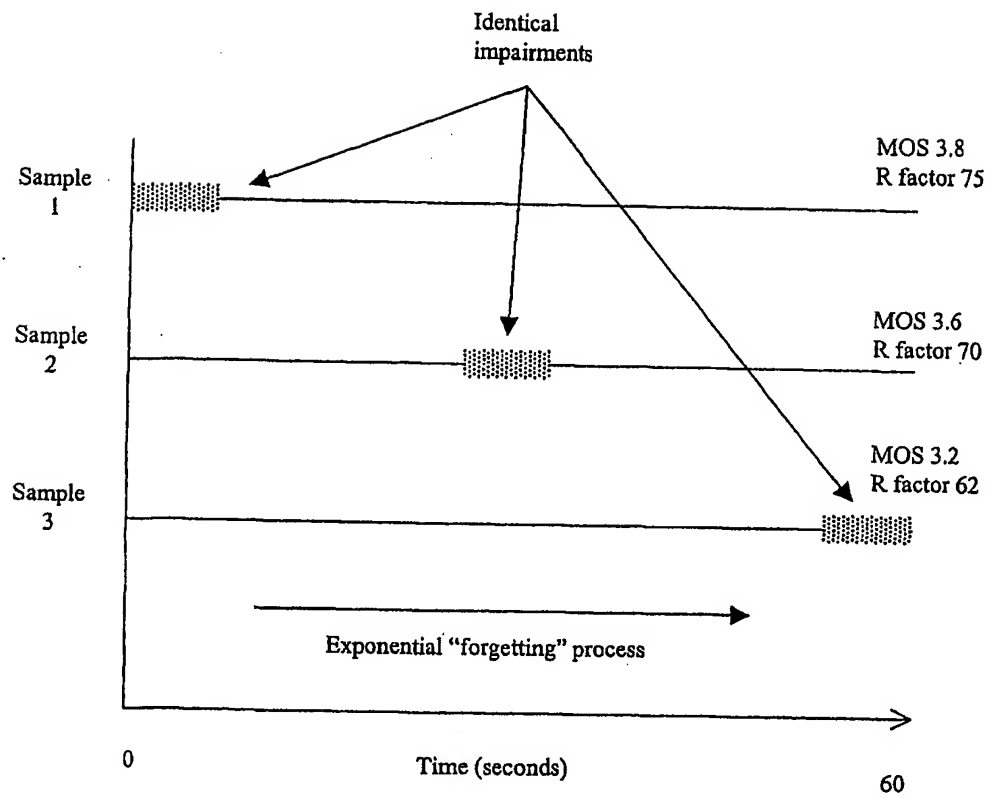 Identical
impairments
MOS 3.8
R factor 75
Sample
1
MOS 3.6
R factor 70
Sample
2
MOS 3.2
R factor 62
Sample
3
Exponential “forgetting” process
0
Time (seconds)
60